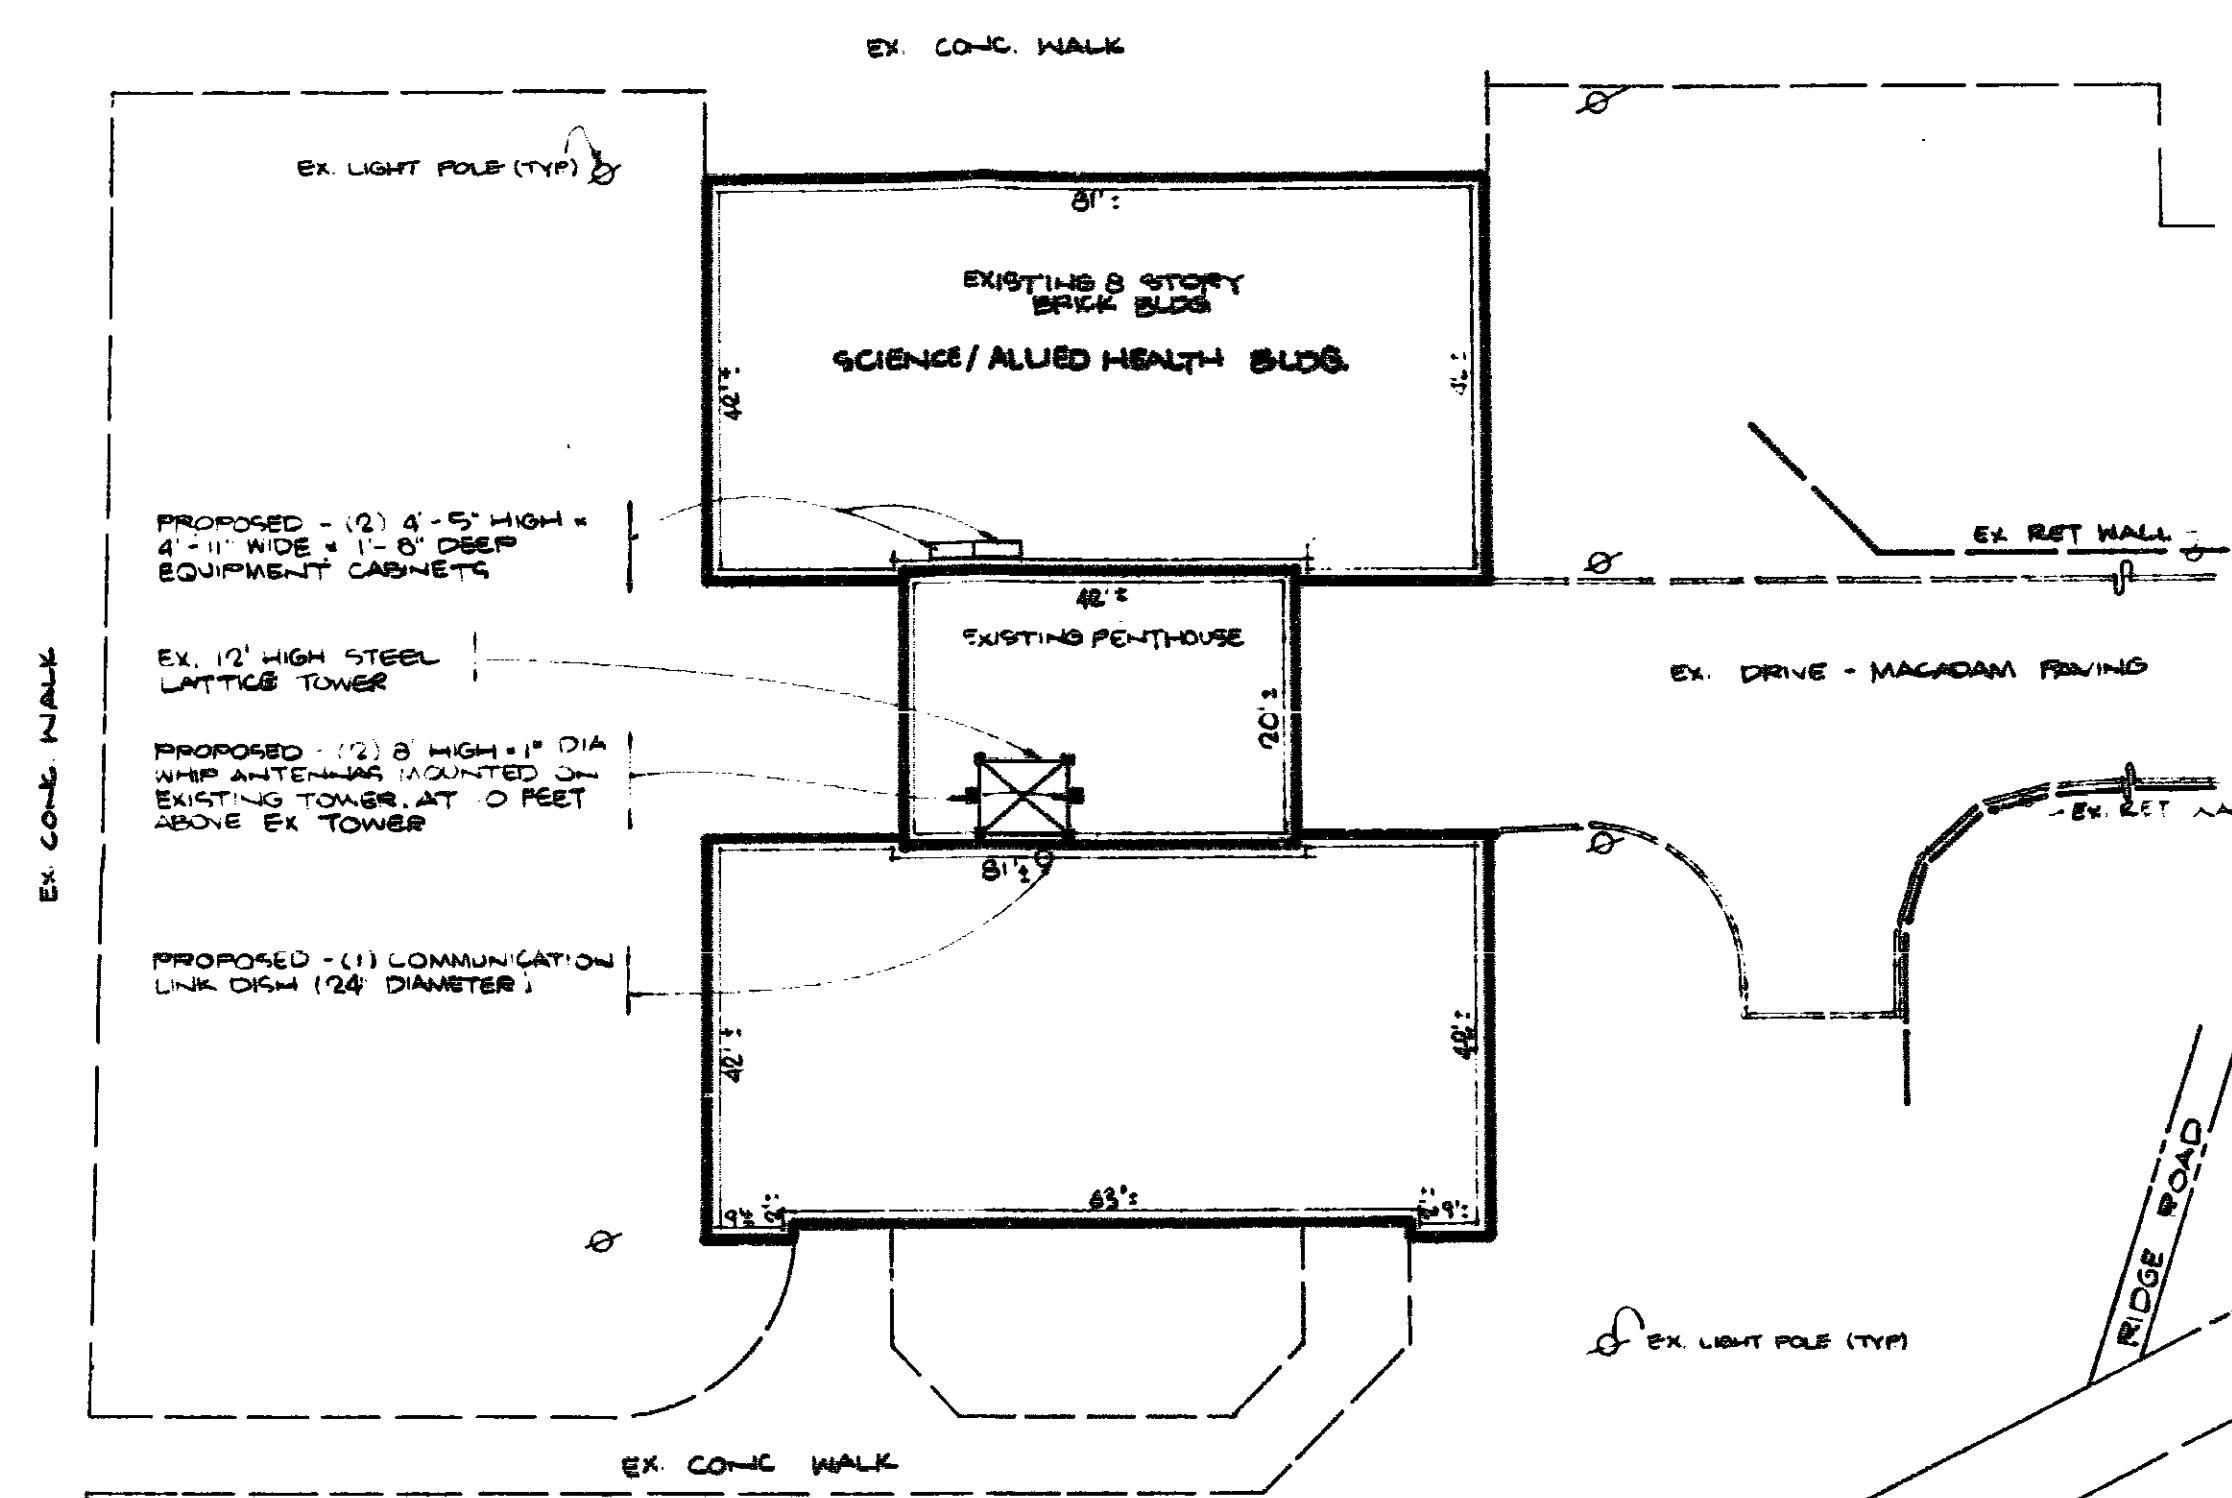 EX. CONC. WALK
EX. LIGHT POLE (TYP)
81' ±
EXISTING 8 STORY
BRICK BLDG
SCIENCE/ALLIED HEALTH BLDG.
42' ±
PROPOSED - (2) 4'-5" HIGH ×
4'-11" WIDE × 1'-8" DEEP
EQUIPMENT CABINETS
EX RET WALL
42' ±
EXISTING PENTHOUSE
EX. 12' HIGH STEEL
LATTICE TOWER
EX. DRIVE - MACADAM PAVING
20' ±
EX. CONC. WALK
PROPOSED - (2) 8' HIGH × 1" DIA
WHIP ANTENNAS MOUNTED ON
EXISTING TOWER. AT 0 FEET
ABOVE EX TOWER
EX. RET
81' ±
PROPOSED - (1) COMMUNICATION
LINK DISH (24" DIAMETER)
42' ±
42' ±
RIDGE ROAD
63' ±
9' ±
2' ±
2' ±
9' ±
EX. LIGHT POLE (TYP)
EX. CONC WALK